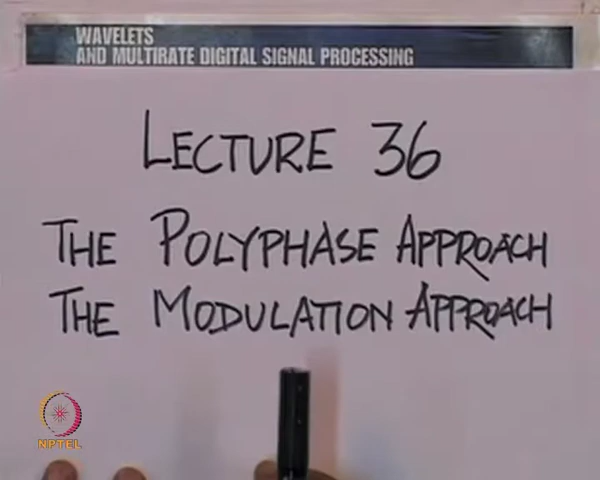 WAVELETS
AND MULTIRATE DIGITAL SIGNAL PROCESSING
LECTURE 36
THE POLYPHASE APPROACH
THE MODULATION APPROACH
NPTEL